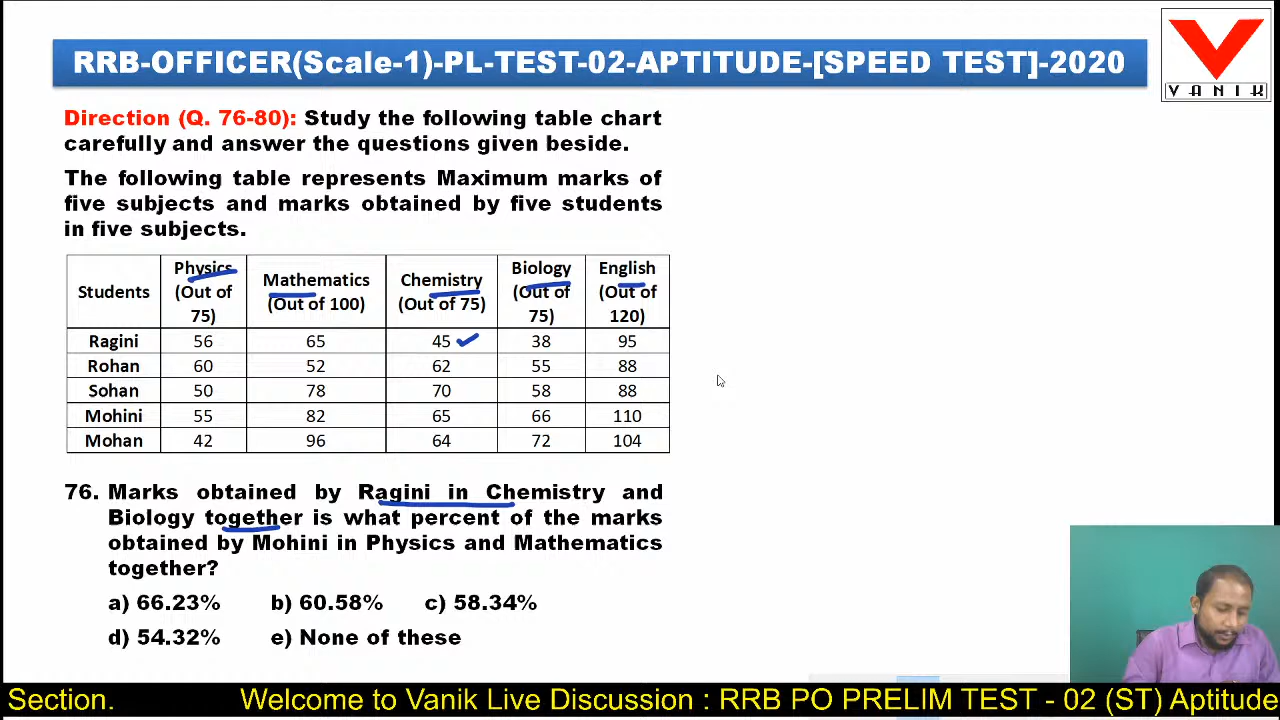 RRB-OFFICER(Scale-1)-PL-TEST-02-APTITUDE-[SPEED TEST]-2020
VANIK
Direction (Q. 76-80): Study the following table chart
carefully and answer the questions given beside.
The following table represents Maximum marks of
five subjects and marks obtained by five students
in five subjects.
Students Physics (Out of 75) Mathematics (Out of 100) Chemistry (Out of 75) Biology (Out of 75) English (Out of 120)
Ragini 56 65 45 38 95
Rohan 60 52 62 55 88
Sohan 50 78 70 58 88
Mohini 55 82 65 66 110
Mohan 42 96 64 72 104
76. Marks obtained by Ragini in Chemistry and
Biology together is what percent of the marks
obtained by Mohini in Physics and Mathematics
together?
a) 66.23% b) 60.58% c) 58.34%
d) 54.32% e) None of these
Section. Welcome to Vanik Live Discussion : RRB PO PRELIM TEST - 02 (ST) Aptitude